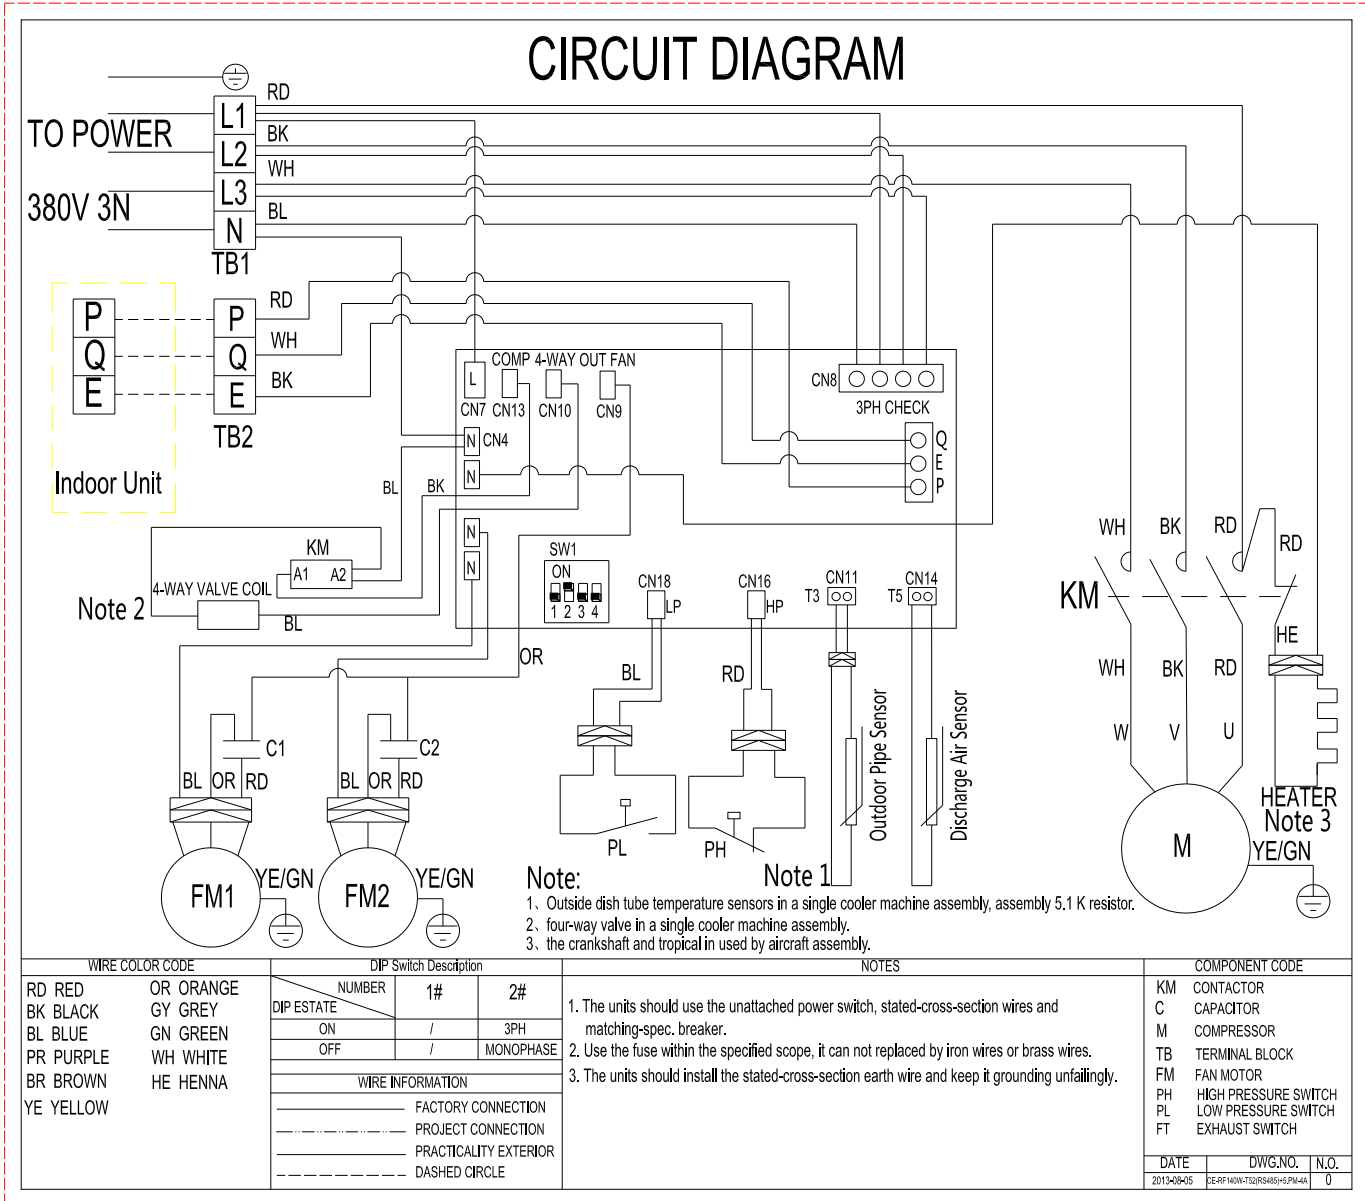 CIRCUIT DIAGRAM
TO POWER
380V 3N
L1
L2
L3
N
TB1
RD
BK
WH
BL
P
Q
E
Indoor Unit
P
Q
E
TB2
RD
WH
BK
COMP 4-WAY OUT FAN
L
CN7
CN13
CN10
CN9
N
CN4
N
N
N
CN8
3PH CHECK
Q
E
P
BL
BK
KM
A1
A2
4-WAY VALVE COIL
Note 2
BL
OR
SW1
ON
1 2 3 4
CN18
LP
CN16
HP
CN11
T3
CN14
T5
BL
RD
PL
PH
Note 1
Outdoor Pipe Sensor
Discharge Air Sensor
C1
C2
BL
OR
RD
BL
OR
RD
FM1
YE/GN
FM2
YE/GN
WH
BK
RD
RD
KM
HE
WH
BK
RD
W
V
U
M
HEATER
Note 3
YE/GN
Note:
1、Outside dish tube temperature sensors in a single cooler machine assembly, assembly 5.1 K resistor.
2、four-way valve in a single cooler machine assembly.
3、the crankshaft and tropical in used by aircraft assembly.
WIRE COLOR CODE
RD RED
OR ORANGE
BK BLACK
GY GREY
BL BLUE
GN GREEN
PR PURPLE
WH WHITE
BR BROWN
HE HENNA
YE YELLOW
DIP Switch Description
NUMBER
DIP ESTATE
1#
2#
ON / 3PH
OFF / MONOPHASE
WIRE INFORMATION
FACTORY CONNECTION
PROJECT CONNECTION
PRACTICALITY EXTERIOR
DASHED CIRCLE
NOTES
1. The units should use the unattached power switch, stated-cross-section wires and
matching-spec. breaker.
2. Use the fuse within the specified scope, it can not replaced by iron wires or brass wires.
3. The units should install the stated-cross-section earth wire and keep it grounding unfailingly.
COMPONENT CODE
KM CONTACTOR
C CAPACITOR
M COMPRESSOR
TB TERMINAL BLOCK
FM FAN MOTOR
PH HIGH PRESSURE SWITCH
PL LOW PRESSURE SWITCH
FT EXHAUST SWITCH
DATE
DWG.NO.
N.O.
2013-08-05
CE-RF140W-T52(RS485)+5.PM-4A
0